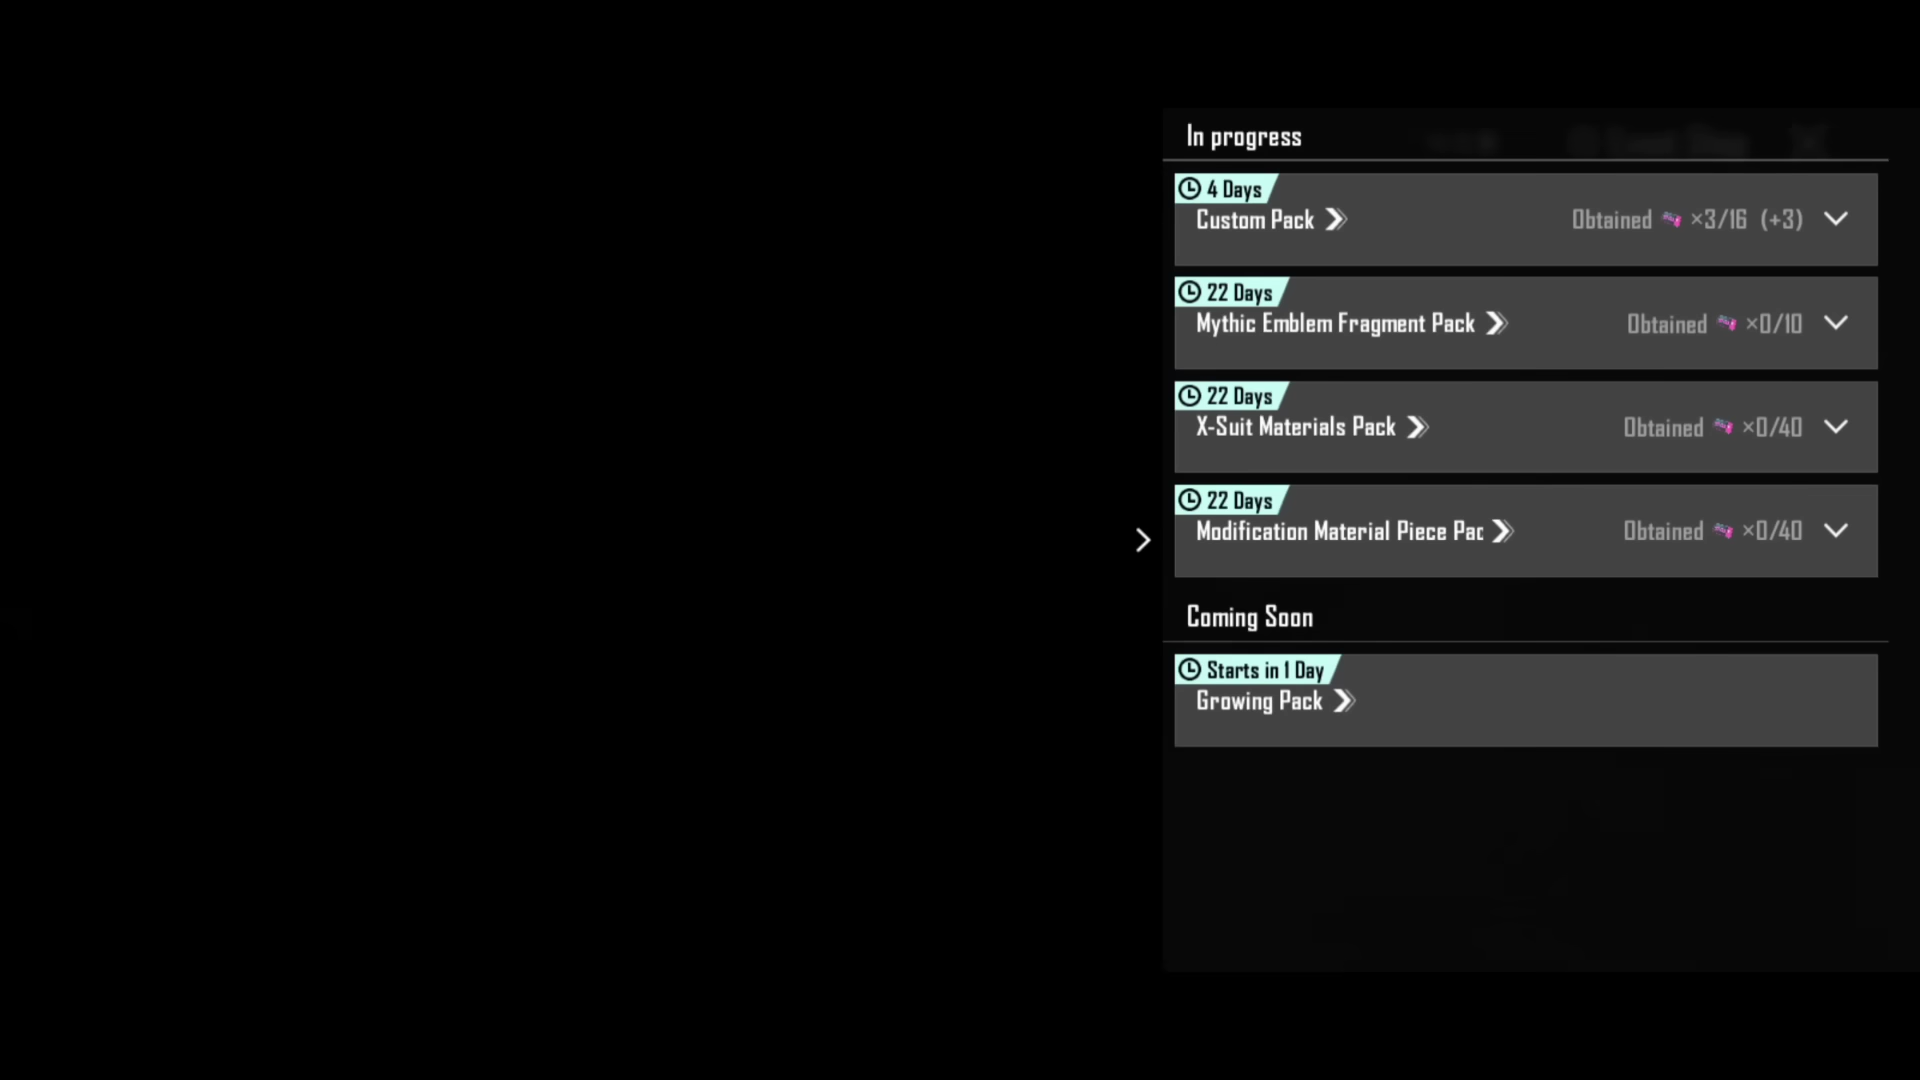 In progress
4 Days
Custom Pack
Obtained ×3/16 (+3)
22 Days
Mythic Emblem Fragment Pack
Obtained ×0/10
22 Days
X-Suit Materials Pack
Obtained ×0/40
22 Days
Modification Material Piece Pac
Obtained ×0/40
Coming Soon
Starts in 1 Day
Growing Pack